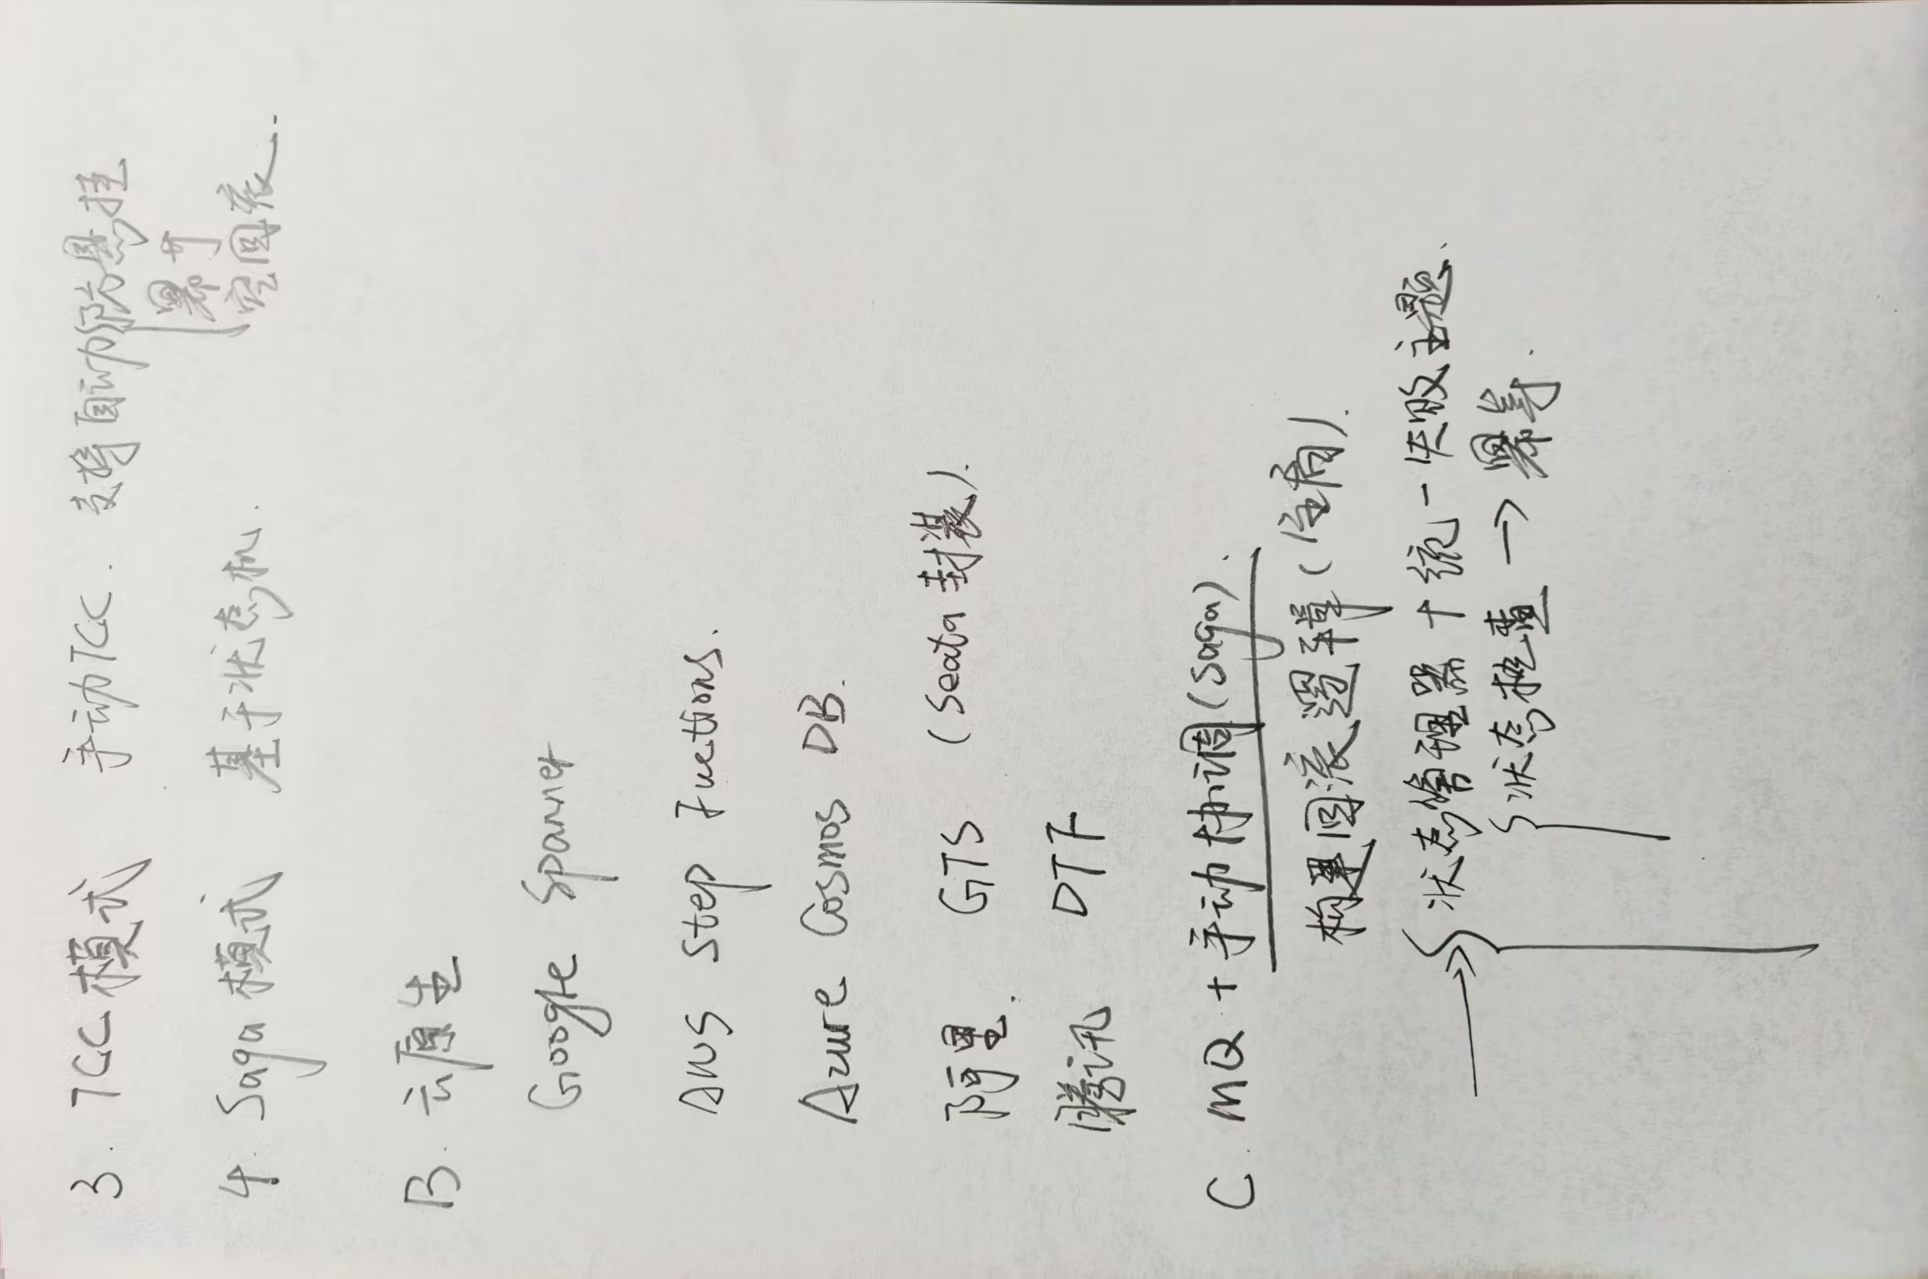 3. TCC 模式 手动TCC. 支持自动防悬挂
幂
空回滚.
4. Saga 模式 基于状态机.
B. 云原生
Google Spanner
AWS Step Fuctions.
Azure Cosmos DB.
阿里. GTS (Seata 封装).
腾讯 DTF
C. MQ + 手动协调(Saga).
构建回滚逻辑(全局).
→ 状态管理器 + 统一失败主题.
状态检查 → 幂等.